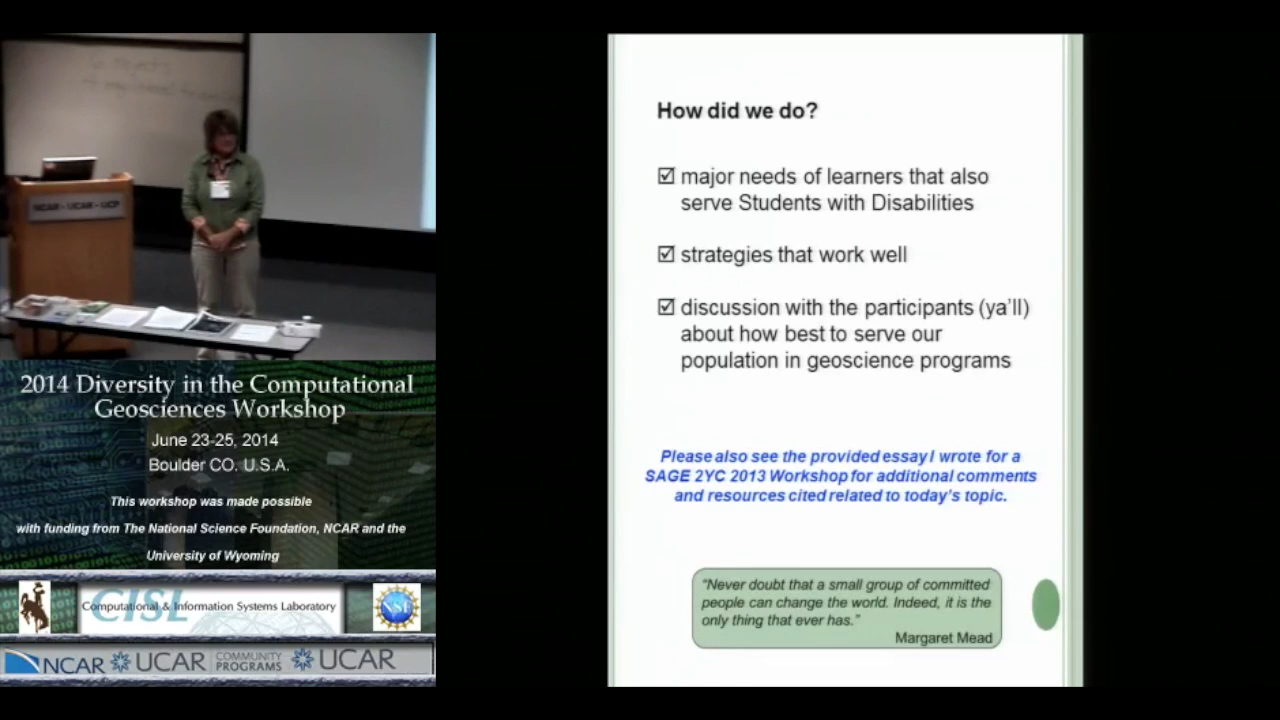 NCAR • UCAR • UCP
2014 Diversity in the Computational
Geosciences Workshop
June 23-25, 2014
Boulder CO. U.S.A.
This workshop was made possible
with funding from The National Science Foundation, NCAR and the
University of Wyoming
CISL
Computational & Information Systems Laboratory
NSF
NCAR
UCAR
COMMUNITY
PROGRAMS
UCAR
How did we do?
☑ major needs of learners that also
serve Students with Disabilities
☑ strategies that work well
☑ discussion with the participants (ya'll)
about how best to serve our
population in geoscience programs
Please also see the provided essay I wrote for a
SAGE 2YC 2013 Workshop for additional comments
and resources cited related to today's topic.
"Never doubt that a small group of committed
people can change the world. Indeed, it is the
only thing that ever has."
Margaret Mead